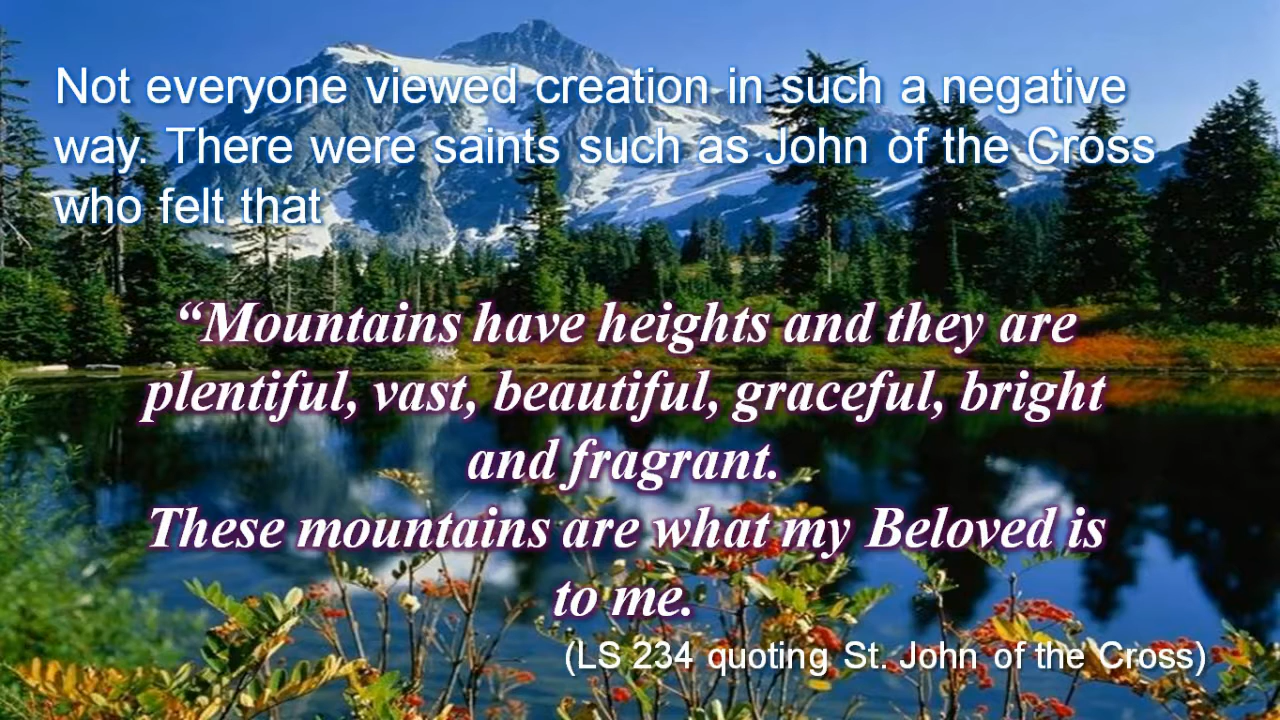 Not everyone viewed creation in such a negative
way. There were saints such as John of the Cross
who felt that
“Mountains have heights and they are
plentiful, vast, beautiful, graceful, bright
and fragrant.
These mountains are what my Beloved is
to me.
(LS 234 quoting St. John of the Cross)